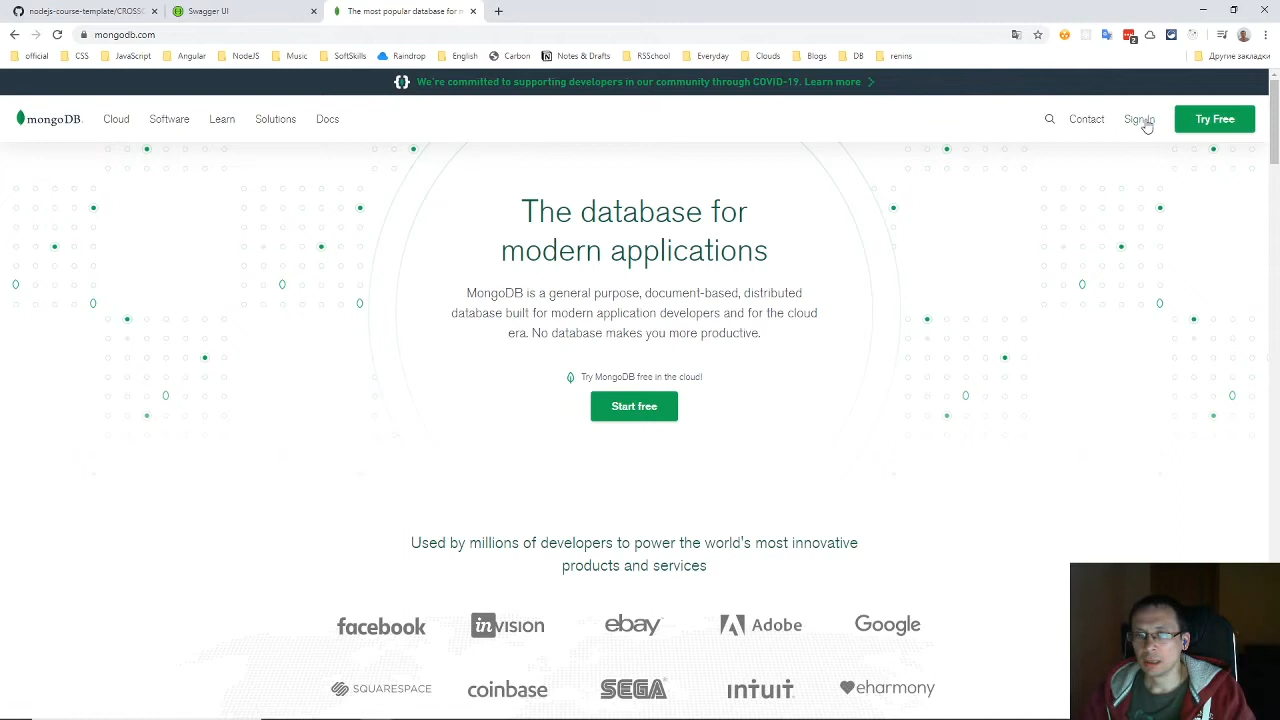 nodejs-course-template/CROSSC
Swagger UI
The most popular database for m
mongodb.com
official
CSS
JavaScript
Angular
NodeJS
Music
SoftSkills
Raindrop
English
Carbon
Notes & Drafts
RSSchool
Everyday
Clouds
Blogs
DB
renins
Другие закладки
We're committed to supporting developers in our community through COVID-19. Learn more
mongoDB.
Cloud
Software
Learn
Solutions
Docs
Contact
Sign In
Try Free
The database for
modern applications
MongoDB is a general purpose, document-based, distributed
database built for modern application developers and for the cloud
era. No database makes you more productive.
Try MongoDB free in the cloud!
Start free
Used by millions of developers to power the world's most innovative
products and services
facebook
invision
ebay
Adobe
Google
SQUARESPACE
coinbase
SEGA
intuit
eharmony